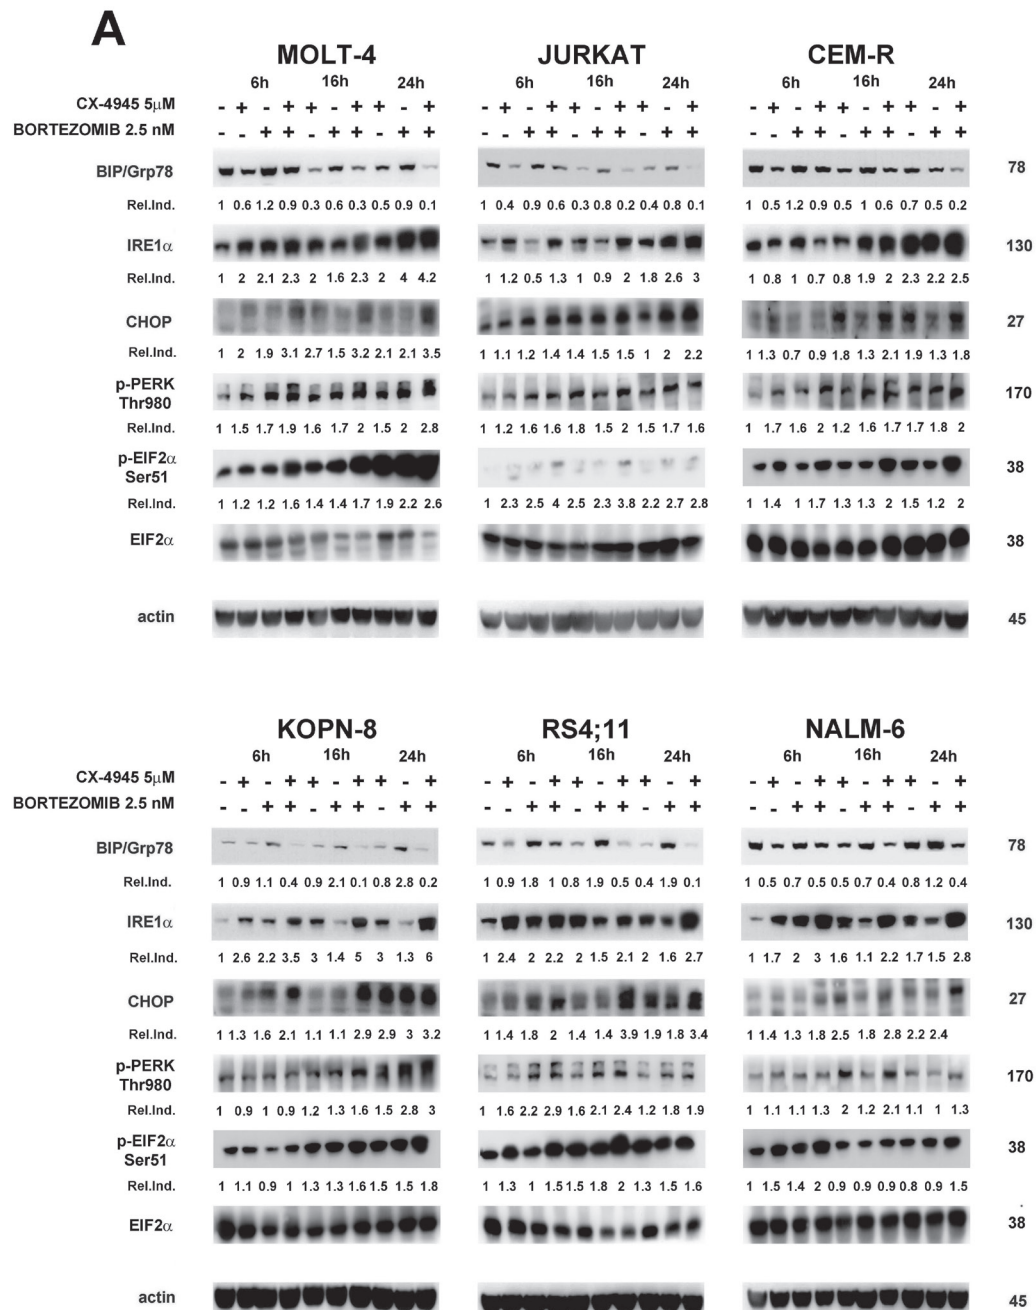 A
MOLT-4 JURKAT CEM-R
6h 16h 24h 6h 16h 24h 6h 16h 24h
CX-4945 5μM - + - + + - + + - + - + - + + - + + - + - + - + + - + + - +
BORTEZOMIB 2.5 nM - - + + - + + - + + - - + + - + + - + + - - + + - + + - + +
BIP/Grp78 78
Rel.Ind. 1 0.6 1.2 0.9 0.3 0.6 0.3 0.5 0.9 0.1 1 0.4 0.9 0.6 0.3 0.8 0.2 0.4 0.8 0.1 1 0.5 1.2 0.9 0.5 1 0.6 0.7 0.5 0.2
IRE1α 130
Rel.Ind. 1 2 2.1 2.3 2 1.6 2.3 2 4 4.2 1 1.2 0.5 1.3 1 0.9 2 1.8 2.6 3 1 0.8 1 0.7 0.8 1.9 2 2.3 2.2 2.5
CHOP 27
Rel.Ind. 1 2 1.9 3.1 2.7 1.5 3.2 2.1 2.1 3.5 1 1.1 1.2 1.4 1.4 1.5 1.5 1 2 2.2 1 1.3 0.7 0.9 1.8 1.3 2.1 1.9 1.3 1.8
p-PERK
Thr980 170
Rel.Ind. 1 1.5 1.7 1.9 1.6 1.7 2 1.5 2 2.8 1 1.2 1.6 1.6 1.8 1.5 2 1.5 1.7 1.6 1 1.7 1.6 2 1.2 1.6 1.7 1.7 1.8 2
p-EIF2α
Ser51 38
Rel.Ind. 1 1.2 1.2 1.6 1.4 1.4 1.7 1.9 2.2 2.6 1 2.3 2.5 4 2.5 2.3 3.8 2.2 2.7 2.8 1 1.4 1 1.7 1.3 1.3 2 1.5 1.2 2
EIF2α 38
actin 45
KOPN-8 RS4;11 NALM-6
6h 16h 24h 6h 16h 24h 6h 16h 24h
CX-4945 5μM - + - + + - + + - + - + - + + - + + - + - + - + + - + + - +
BORTEZOMIB 2.5 nM - - + + - + + - + + - - + + - + + - + + - - + + - + + - + +
BIP/Grp78 78
Rel.Ind. 1 0.9 1.1 0.4 0.9 2.1 0.1 0.8 2.8 0.2 1 0.9 1.8 1 0.8 1.9 0.5 0.4 1.9 0.1 1 0.5 0.7 0.5 0.5 0.7 0.4 0.8 1.2 0.4
IRE1α 130
Rel.Ind. 1 2.6 2.2 3.5 3 1.4 5 3 1.3 6 1 2.4 2 2.2 2 1.5 2.1 2 1.6 2.7 1 1.7 2 3 1.6 1.1 2.2 1.7 1.5 2.8
CHOP 27
Rel.Ind. 1 1.3 1.6 2.1 1.1 1.1 2.9 2.9 3 3.2 1 1.4 1.8 2 1.4 1.4 3.9 1.9 1.8 3.4 1 1.4 1.3 1.8 2.5 1.8 2.8 2.2 2.4
p-PERK
Thr980 170
Rel.Ind. 1 0.9 1 0.9 1.2 1.3 1.6 1.5 2.8 3 1 1.6 2.2 2.9 1.6 2.1 2.4 1.2 1.8 1.9 1 1.1 1.1 1.3 2 1.2 2.1 1.1 1 1.3
p-EIF2α
Ser51 38
Rel.Ind. 1 1.1 0.9 1 1.3 1.3 1.6 1.5 1.5 1.8 1 1.3 1 1.5 1.5 1.8 2 1.3 1.5 1.6 1 1.5 1.4 2 0.9 0.9 0.9 0.8 0.9 1.5
EIF2α 38
actin 45